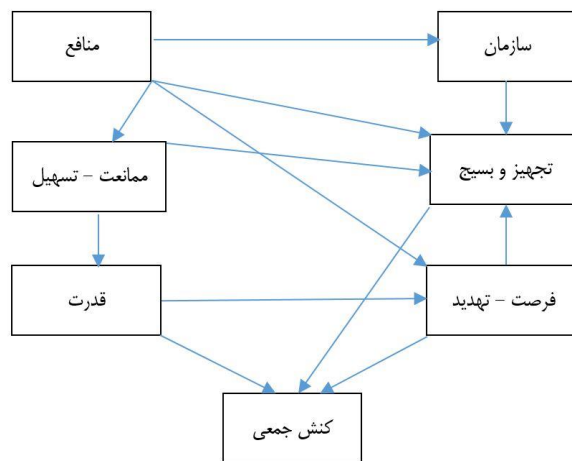 منافع
سازمان
ممانعت – تسهیل
تجهیز و بسیج
قدرت
فرصت – تهدید
کنش جمعی